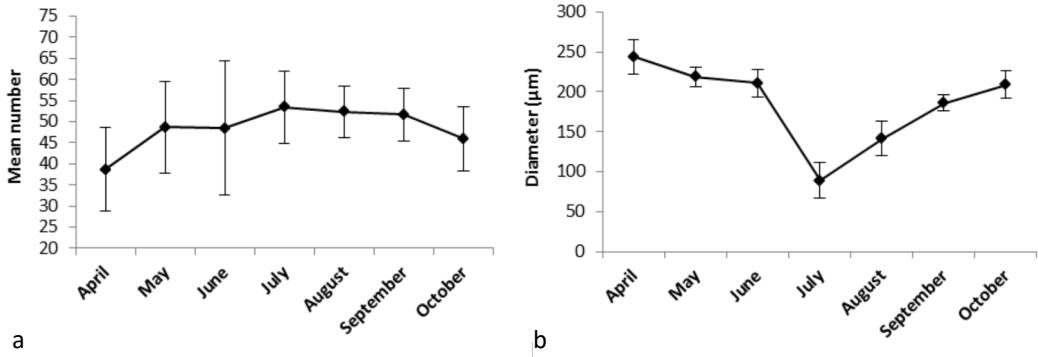 75
70
65
60
55
50
45
40
35
30
25
20
Mean number
April
May
June
July
August
September
October
a
300
250
200
150
100
50
0
Diameter (μm)
April
May
June
July
August
September
October
b